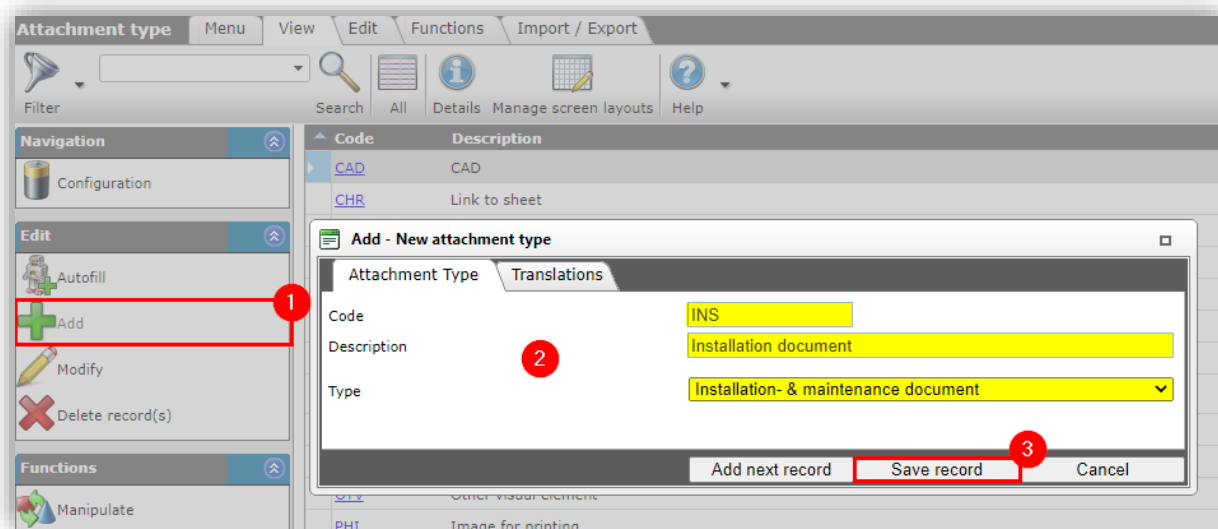 Attachment type Menu View Edit Functions Import / Export
Filter Search All Details Manage screen layouts Help
Navigation
Configuration
Edit
Autofill
1
Add
Modify
Delete record(s)
Functions
Manipulate
Code Description
CAD CAD
CHR Link to sheet
Add - New attachment type
Attachment Type Translations
Code INS
Description Installation document
2
Type Installation- & maintenance document
3
Add next record Save record Cancel
OTV Other visual element
PHI Image for printing